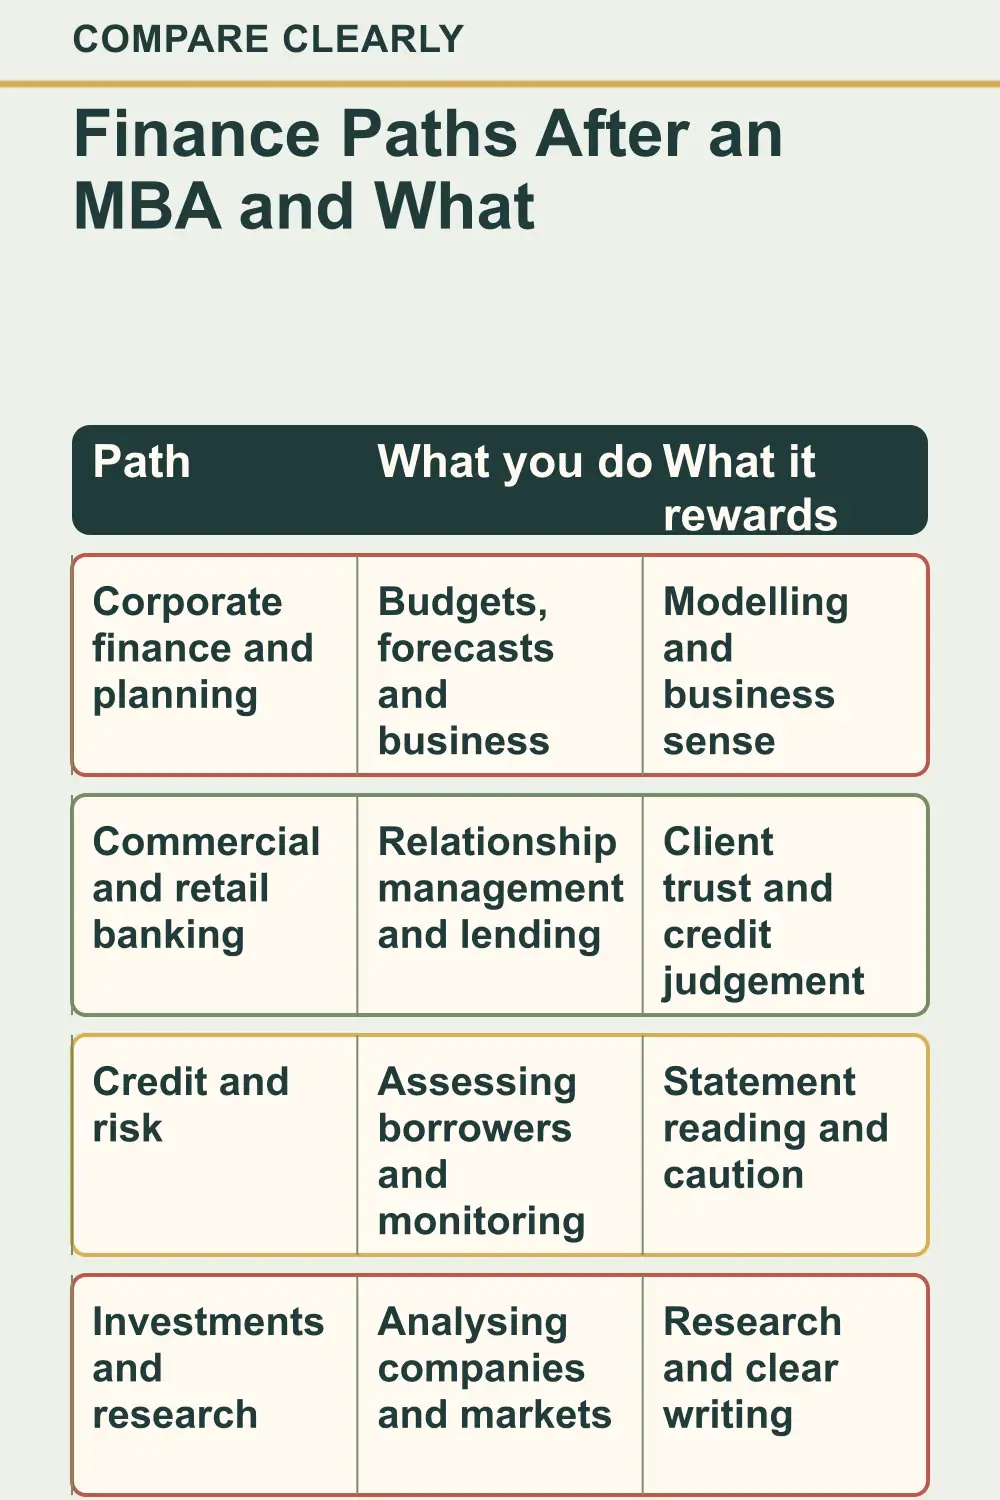 COMPARE CLEARLY
Finance Paths After an
MBA and What
Path
What you do
What it
rewards
Corporate
finance and
planning
Budgets,
forecasts
and
business
Modelling
and
business
sense
Commercial
and retail
banking
Relationship
management
and lending
Client
trust and
credit
judgement
Credit and
risk
Assessing
borrowers
and
monitoring
Statement
reading and
caution
Investments
and
research
Analysing
companies
and markets
Research
and clear
writing